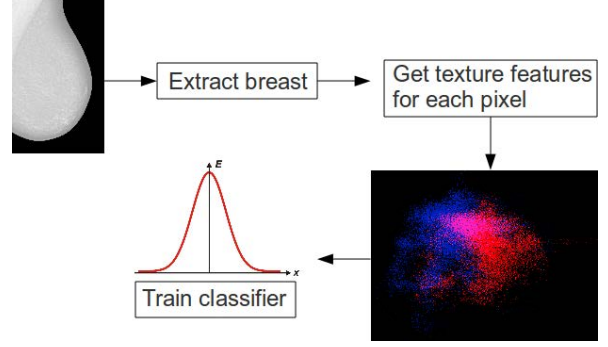 Extract breast
Get texture features
for each pixel
E
x
Train classifier